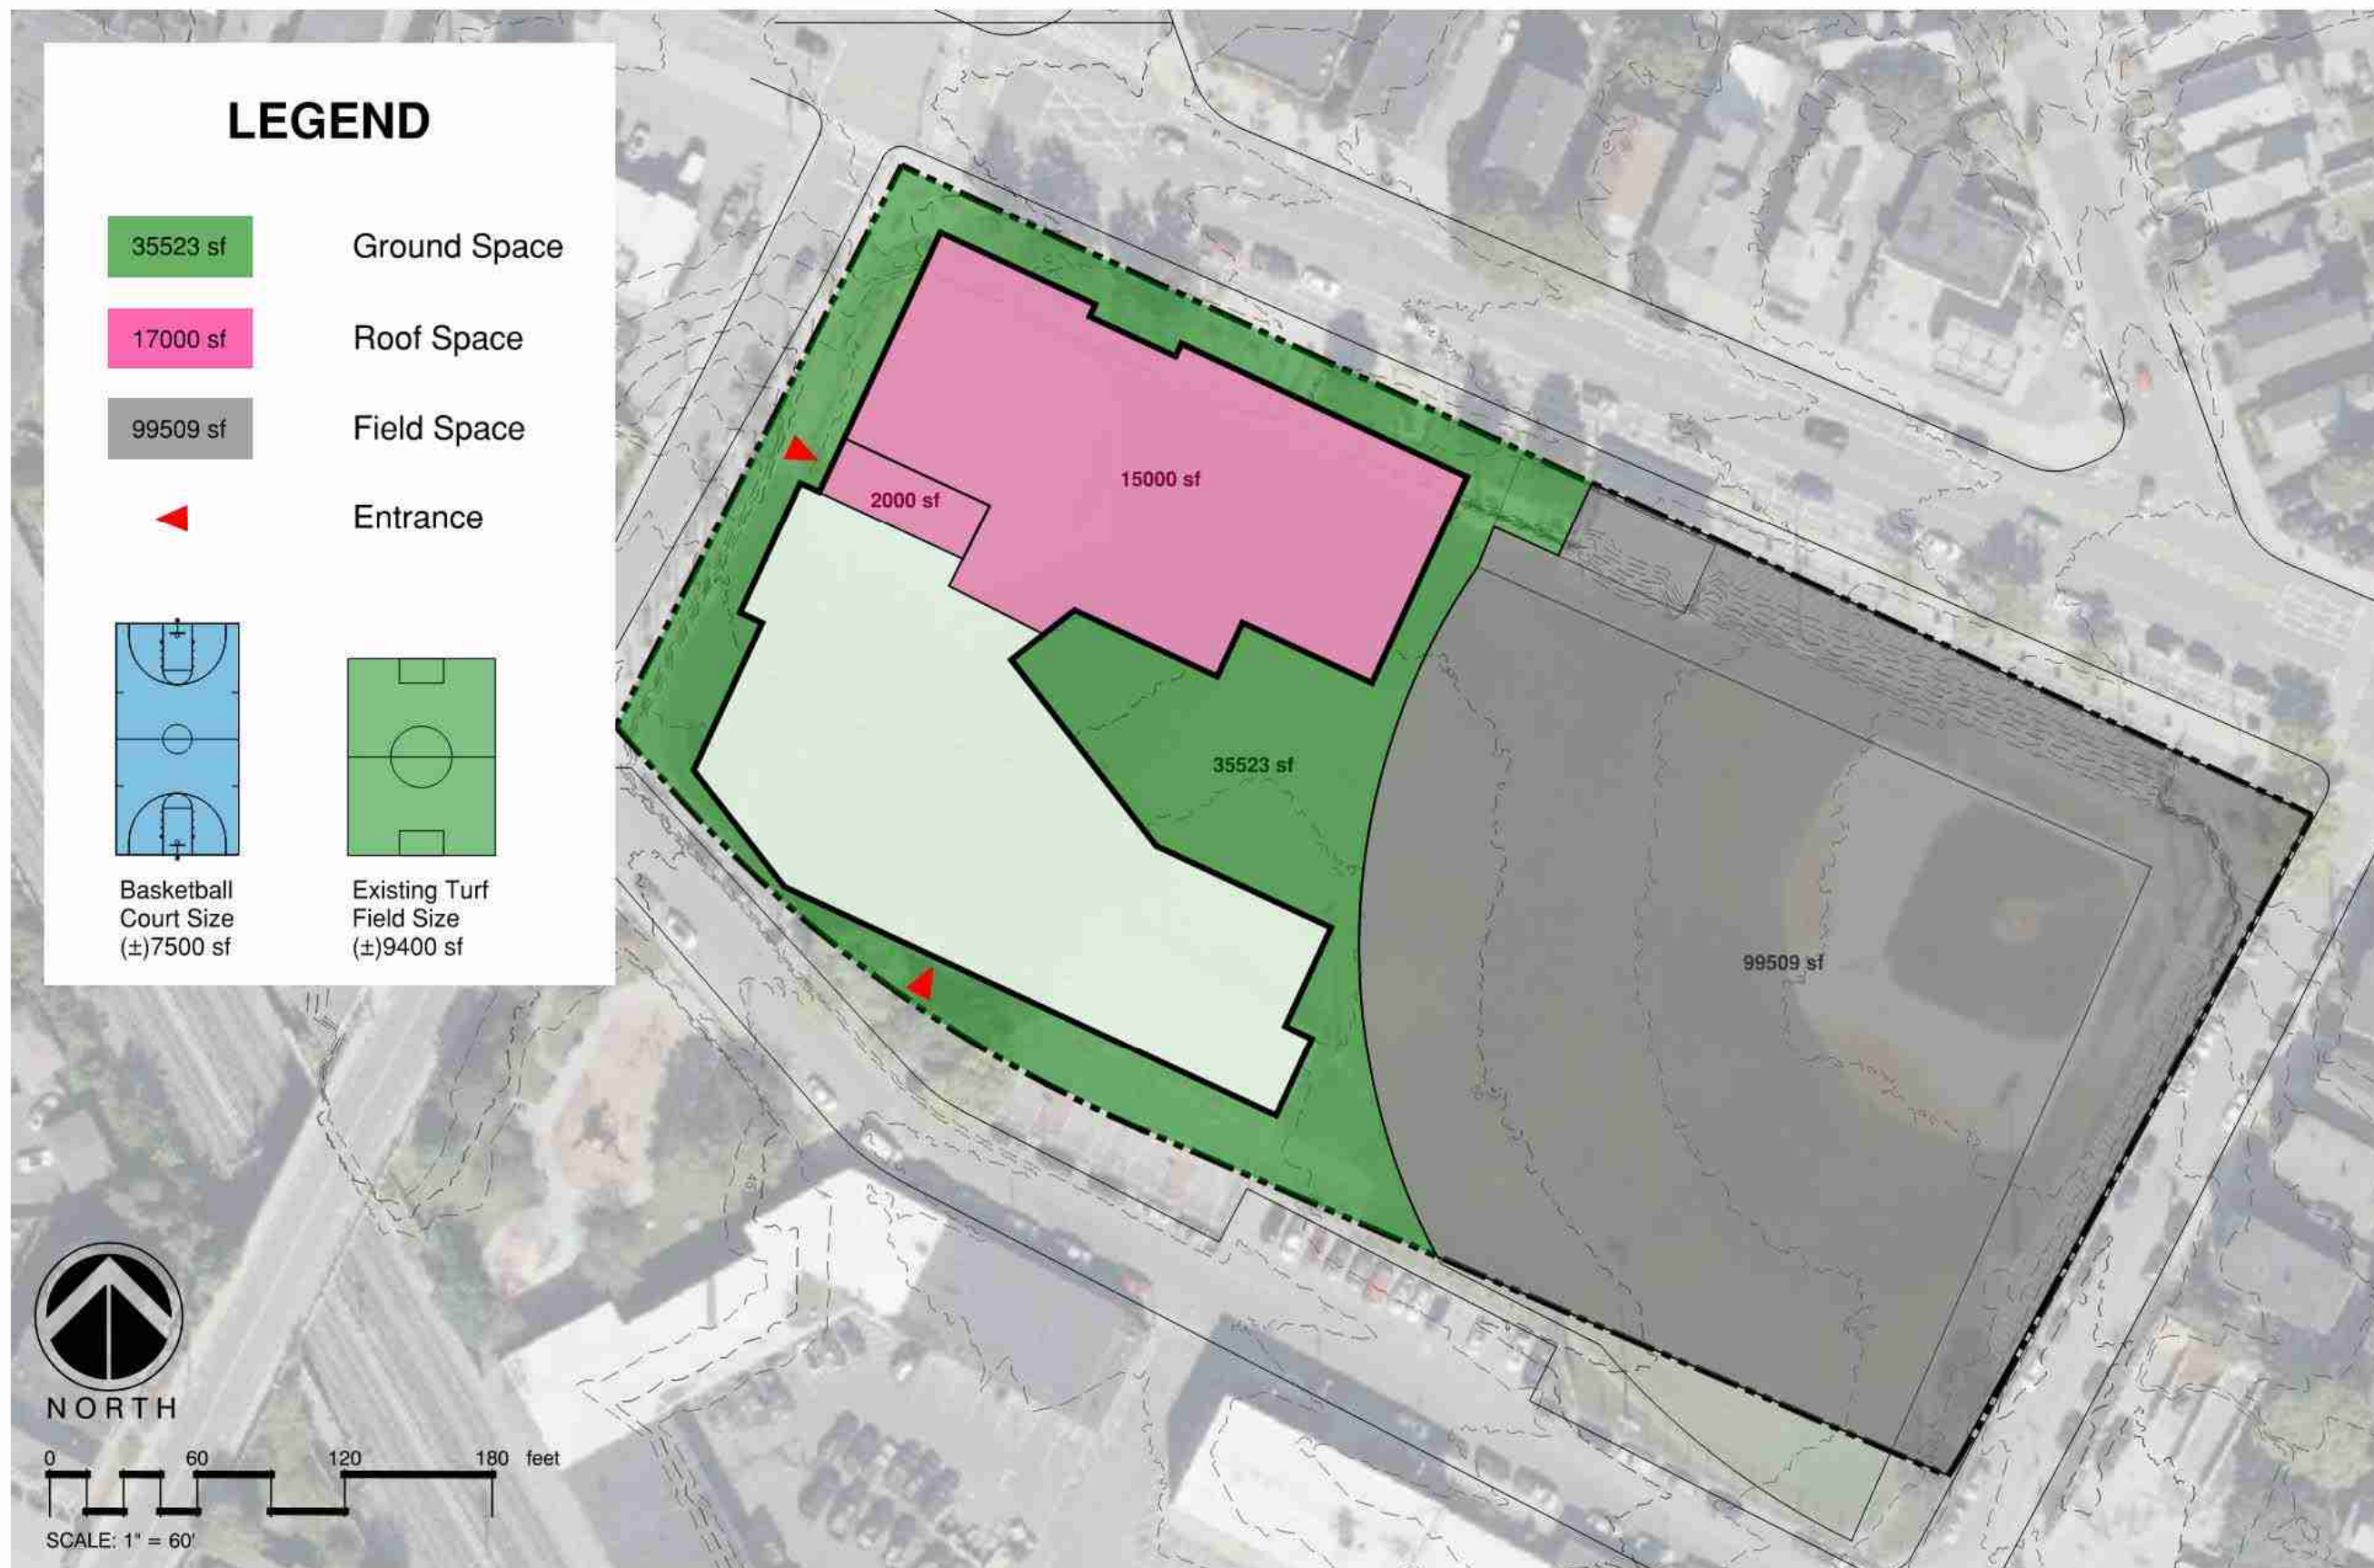 LEGEND
35523 sf Ground Space
17000 sf Roof Space
99509 sf Field Space
Entrance
Basketball
Court Size
(±)7500 sf
Existing Turf
Field Size
(±)9400 sf
15000 sf
2000 sf
35523 sf
99509 sf
NORTH
0 60 120 180 feet
SCALE: 1" = 60'